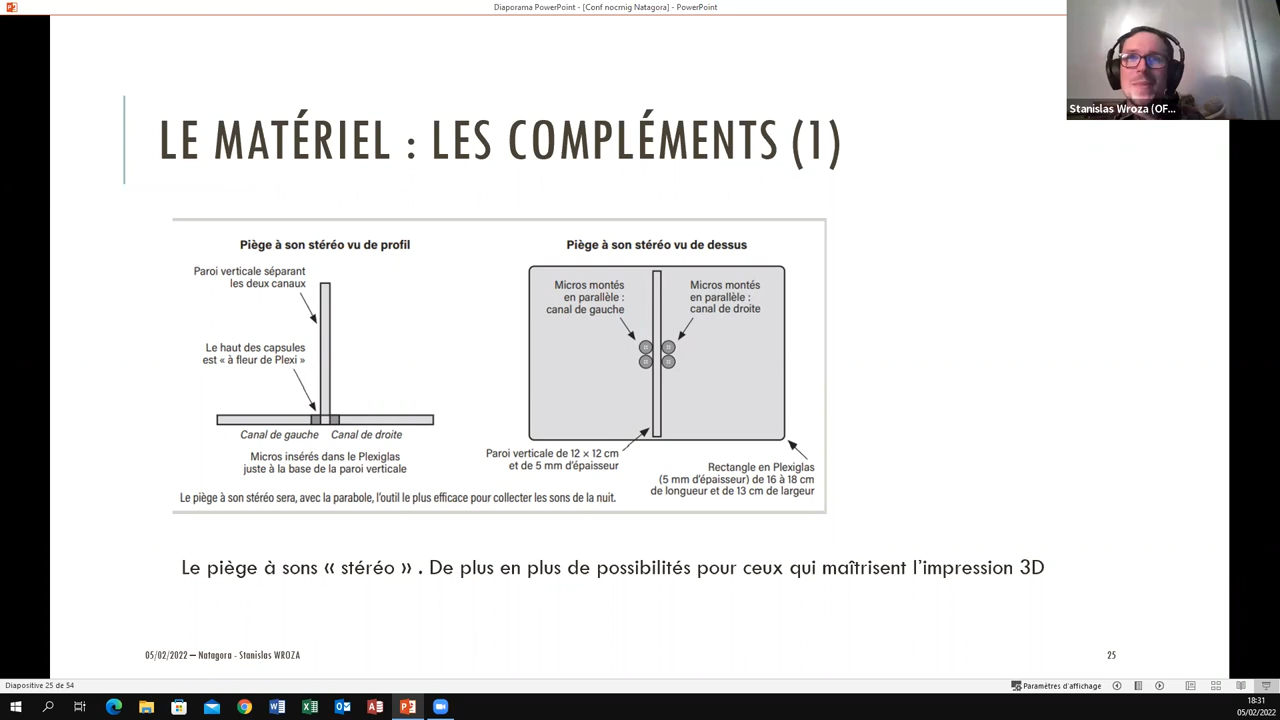 Diaporama PowerPoint - [Conf nocmig Natagora] - PowerPoint
Stanislas Wroza (OF...
LE MATÉRIEL : LES COMPLÉMENTS (1)
Piège à son stéréo vu de profil
Paroi verticale séparant
les deux canaux
Le haut des capsules
est « à fleur de Plexi »
Canal de gauche
Canal de droite
Micros insérés dans le Plexiglas
juste à la base de la paroi verticale
Piège à son stéréo vu de dessus
Micros montés
en parallèle :
canal de gauche
Micros montés
en parallèle :
canal de droite
Paroi verticale de 12 × 12 cm
et de 5 mm d'épaisseur
Rectangle en Plexiglas
(5 mm d'épaisseur) de 16 à 18 cm
de longueur et de 13 cm de largeur
Le piège à son stéréo sera, avec la parabole, l'outil le plus efficace pour collecter les sons de la nuit.
Le piège à sons « stéréo » . De plus en plus de possibilités pour ceux qui maîtrisent l'impression 3D
05/02/2022 – Natagora - Stanislas WROZA
25
Diapositive 25 de 54
Paramètres d'affichage
18:31
05/02/2022